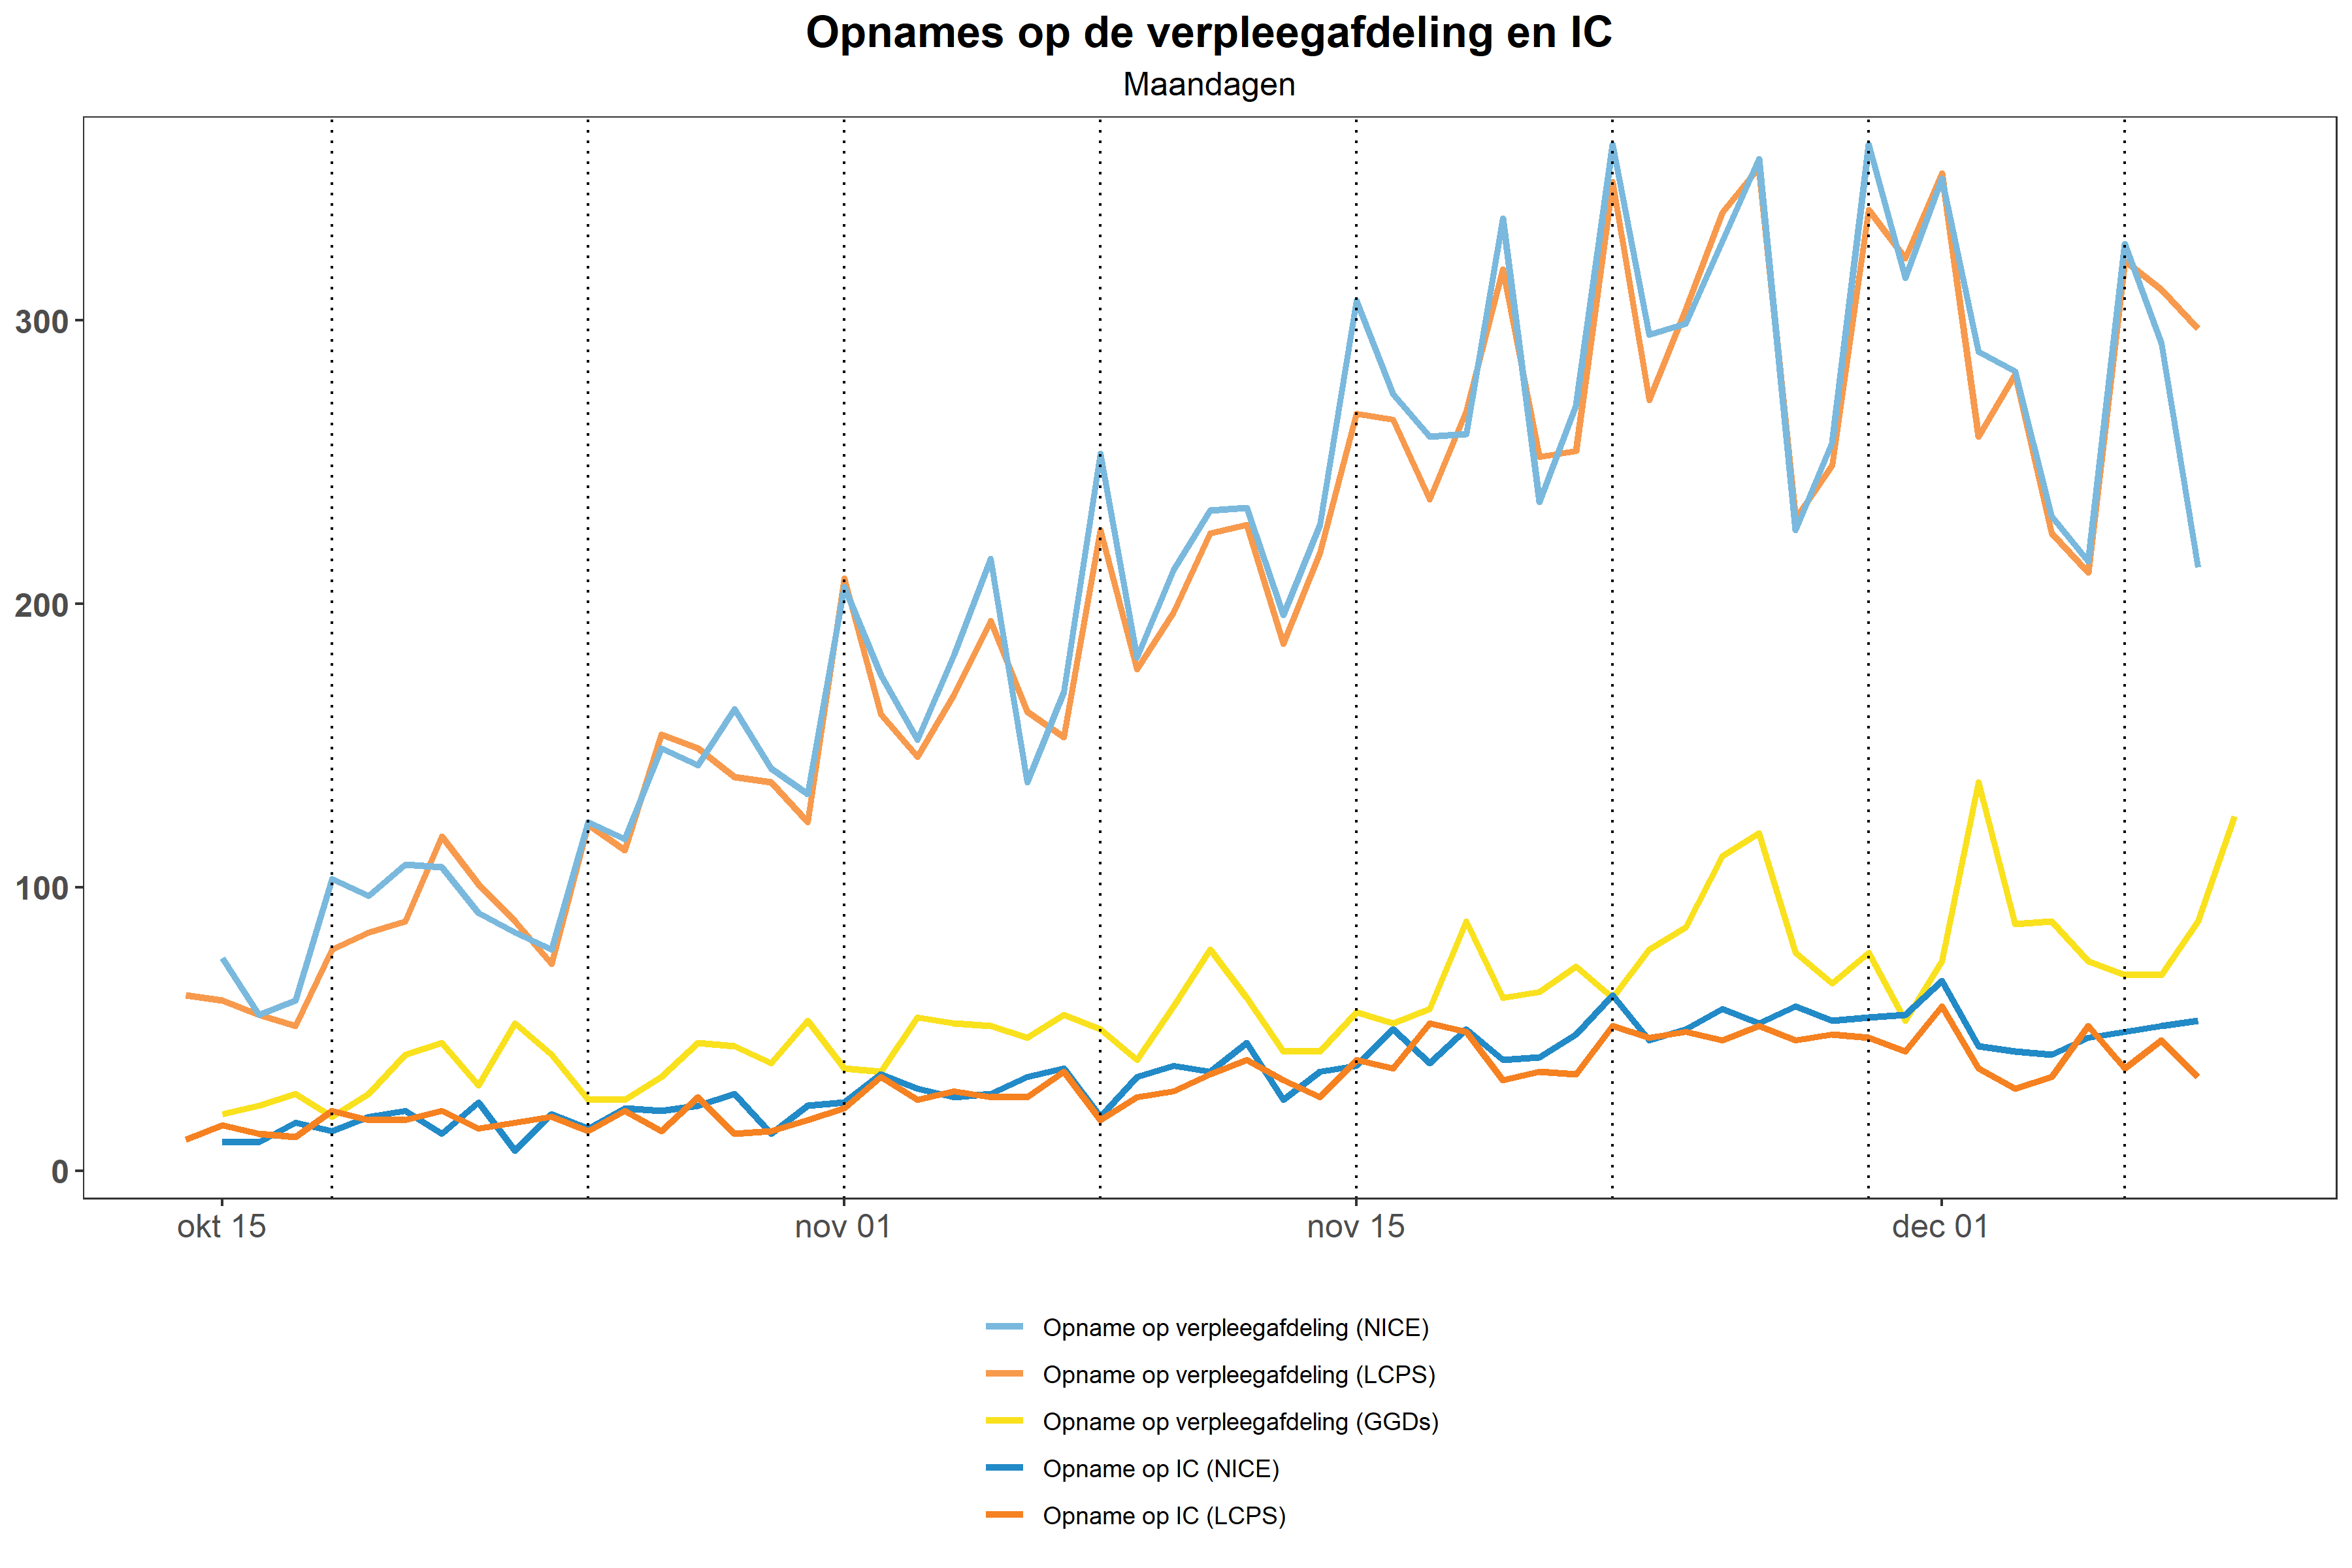 Opnames op de verpleegafdeling en IC
Maandagen
300
200
100
0
okt 15 nov 01 nov 15 dec 01
Opname op verpleegafdeling (NICE)
Opname op verpleegafdeling (LCPS)
Opname op verpleegafdeling (GGDs)
Opname op IC (NICE)
Opname op IC (LCPS)